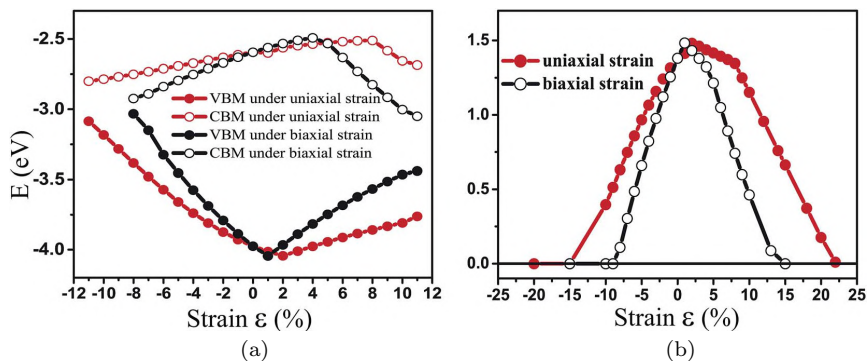 (a)
-2.5
-3.0
-3.5
-4.0
E (eV)
VBM under uniaxial strain
CBM under uniaxial strain
VBM under biaxial strain
CBM under biaxial strain
-12 -10 -8 -6 -4 -2 0 2 4 6 8 10 12
Strain ε (%)
(a)
(b)
1.5
1.0
0.5
0.0
uniaxial strain
biaxial strain
-25 -20 -15 -10 -5 0 5 10 15 20 25
Strain ε (%)
(b)